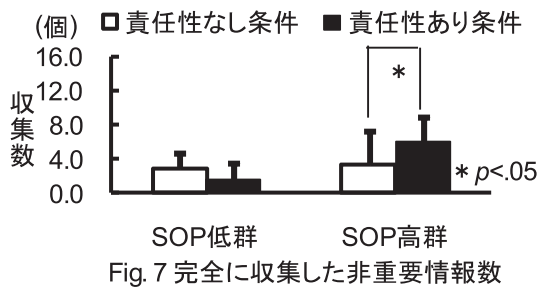 (個) □責任性なし条件 ■責任性あり条件
16.0
12.0
8.0
4.0
0.0
収集数
*
* p<.05
SOP低群 SOP高群
Fig. 7 完全に収集した非重要情報数